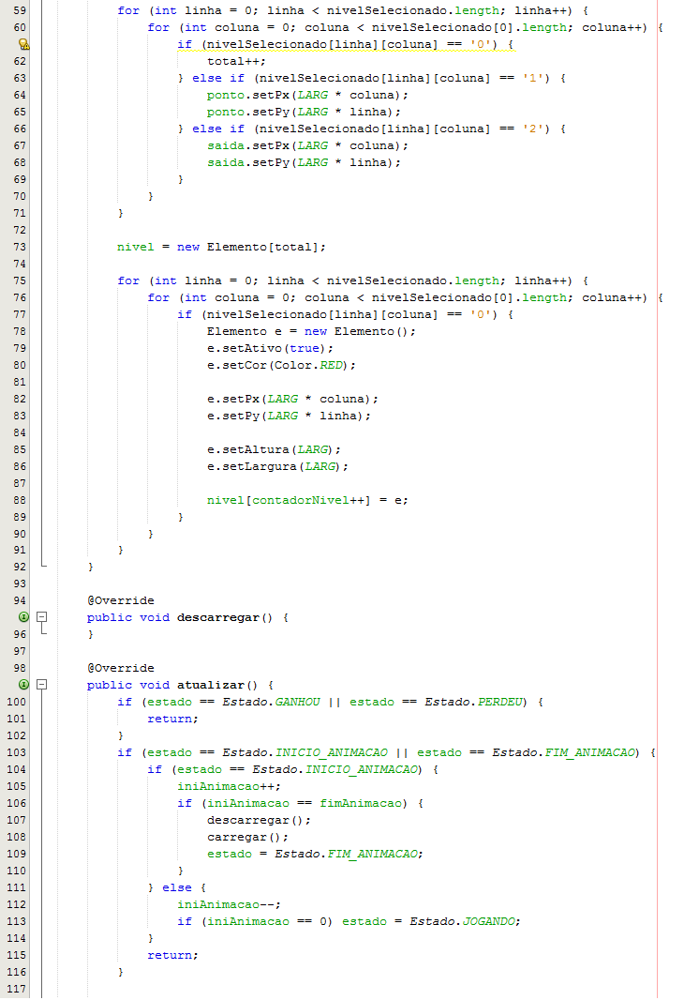 59 for (int linha = 0; linha < nivelSelecionado.length; linha++) {
60 for (int coluna = 0; coluna < nivelSelecionado[0].length; coluna++) {
if (nivelSelecionado[linha][coluna] == '0') {
62 total++;
63 } else if (nivelSelecionado[linha][coluna] == '1') {
64 ponto.setPx(LARG * coluna);
65 ponto.setPy(LARG * linha);
66 } else if (nivelSelecionado[linha][coluna] == '2') {
67 saida.setPx(LARG * coluna);
68 saida.setPy(LARG * linha);
69 }
70 }
71 }
72
73 nivel = new Elemento[total];
74
75 for (int linha = 0; linha < nivelSelecionado.length; linha++) {
76 for (int coluna = 0; coluna < nivelSelecionado[0].length; coluna++) {
77 if (nivelSelecionado[linha][coluna] == '0') {
78 Elemento e = new Elemento();
79 e.setAtivo(true);
80 e.setCor(Color.RED);
81
82 e.setPx(LARG * coluna);
83 e.setPy(LARG * linha);
84
85 e.setAltura(LARG);
86 e.setLargura(LARG);
87
88 nivel[contadorNivel++] = e;
89 }
90 }
91 }
92 }
93
94 @Override
public void descarregar() {
96 }
97
98 @Override
public void atualizar() {
100 if (estado == Estado.GANHOU || estado == Estado.PERDEU) {
101 return;
102 }
103 if (estado == Estado.INICIO_ANIMACAO || estado == Estado.FIM_ANIMACAO) {
104 if (estado == Estado.INICIO_ANIMACAO) {
105 iniAnimacao++;
106 if (iniAnimacao == fimAnimacao) {
107 descarregar();
108 carregar();
109 estado = Estado.FIM_ANIMACAO;
110 }
111 } else {
112 iniAnimacao--;
113 if (iniAnimacao == 0) estado = Estado.JOGANDO;
114 }
115 return;
116 }
117